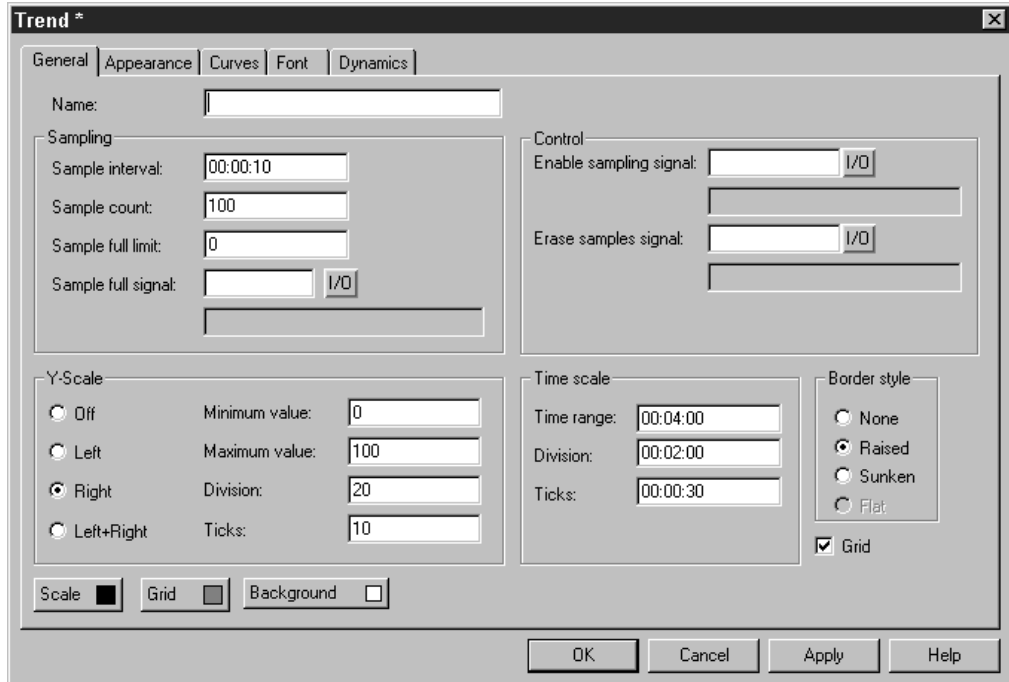 Trend *
General Appearance Curves Font Dynamics
Name:
Sampling
Sample interval: 00:00:10
Sample count: 100
Sample full limit: 0
Sample full signal: I/O
Control
Enable sampling signal: I/O
Erase samples signal: I/O
Y-Scale
Off Minimum value: 0
Left Maximum value: 100
Right Division: 20
Left+Right Ticks: 10
Time scale
Time range: 00:04:00
Division: 00:02:00
Ticks: 00:00:30
Border style
None
Raised
Sunken
Flat
Grid
Scale Grid Background
OK Cancel Apply Help